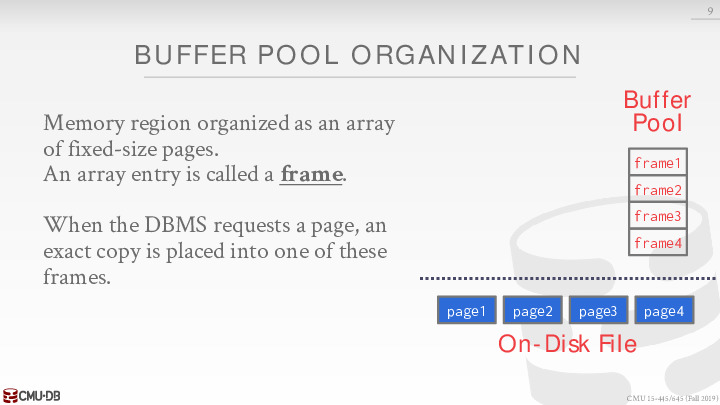 9
BUFFER POOL ORGANIZATION
Memory region organized as an array
of fixed-size pages.
An array entry is called a frame.
When the DBMS requests a page, an
exact copy is placed into one of these
frames.
Buffer
Pool
frame1
frame2
frame3
frame4
page1 page2 page3 page4
On-Disk File
CMU·DB
CMU 15-445/645 (Fall 2019)